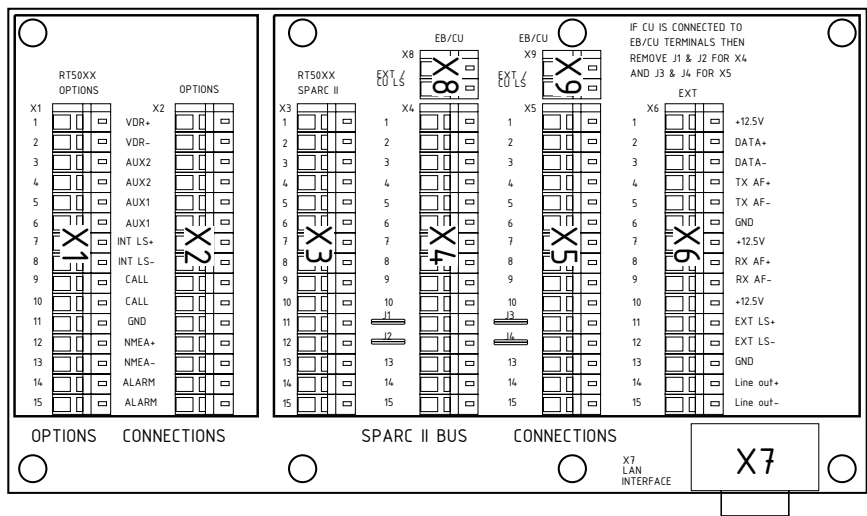 EB/CU
EB/CU
IF CU IS CONNECTED TO
EB/CU TERMINALS THEN
REMOVE J1 & J2 FOR X4
AND J3 & J4 FOR X5
X8
X9
X8
X9
RT50XX
OPTIONS
OPTIONS
RT50XX
SPARC II
EXT /
CU LS
EXT /
CU LS
EXT
X1
X2
X3
X4
X5
X6
1 VDR+ 1 1 1 1 +12.5V
2 VDR- 2 2 2 2 DATA+
3 AUX2 3 3 3 3 DATA-
4 AUX2 4 4 4 4 TX AF+
5 AUX1 5 5 5 5 TX AF-
6 AUX1 6 6 6 6 GND
7 INT LS+ 7 7 7 7 +12.5V
8 INT LS- 8 8 8 8 RX AF+
9 CALL 9 9 9 9 RX AF-
10 CALL 10 10 10 10 +12.5V
11 GND 11 J1 J3 11 EXT LS+
12 NMEA+ 12 J2 J4 12 EXT LS-
13 NMEA- 13 13 13 13 GND
14 ALARM 14 14 14 14 Line out+
15 ALARM 15 15 15 15 Line out-
X1
X2
X3
X4
X5
X6
OPTIONS CONNECTIONS
SPARC II BUS CONNECTIONS
X7
LAN
INTERFACE
X7